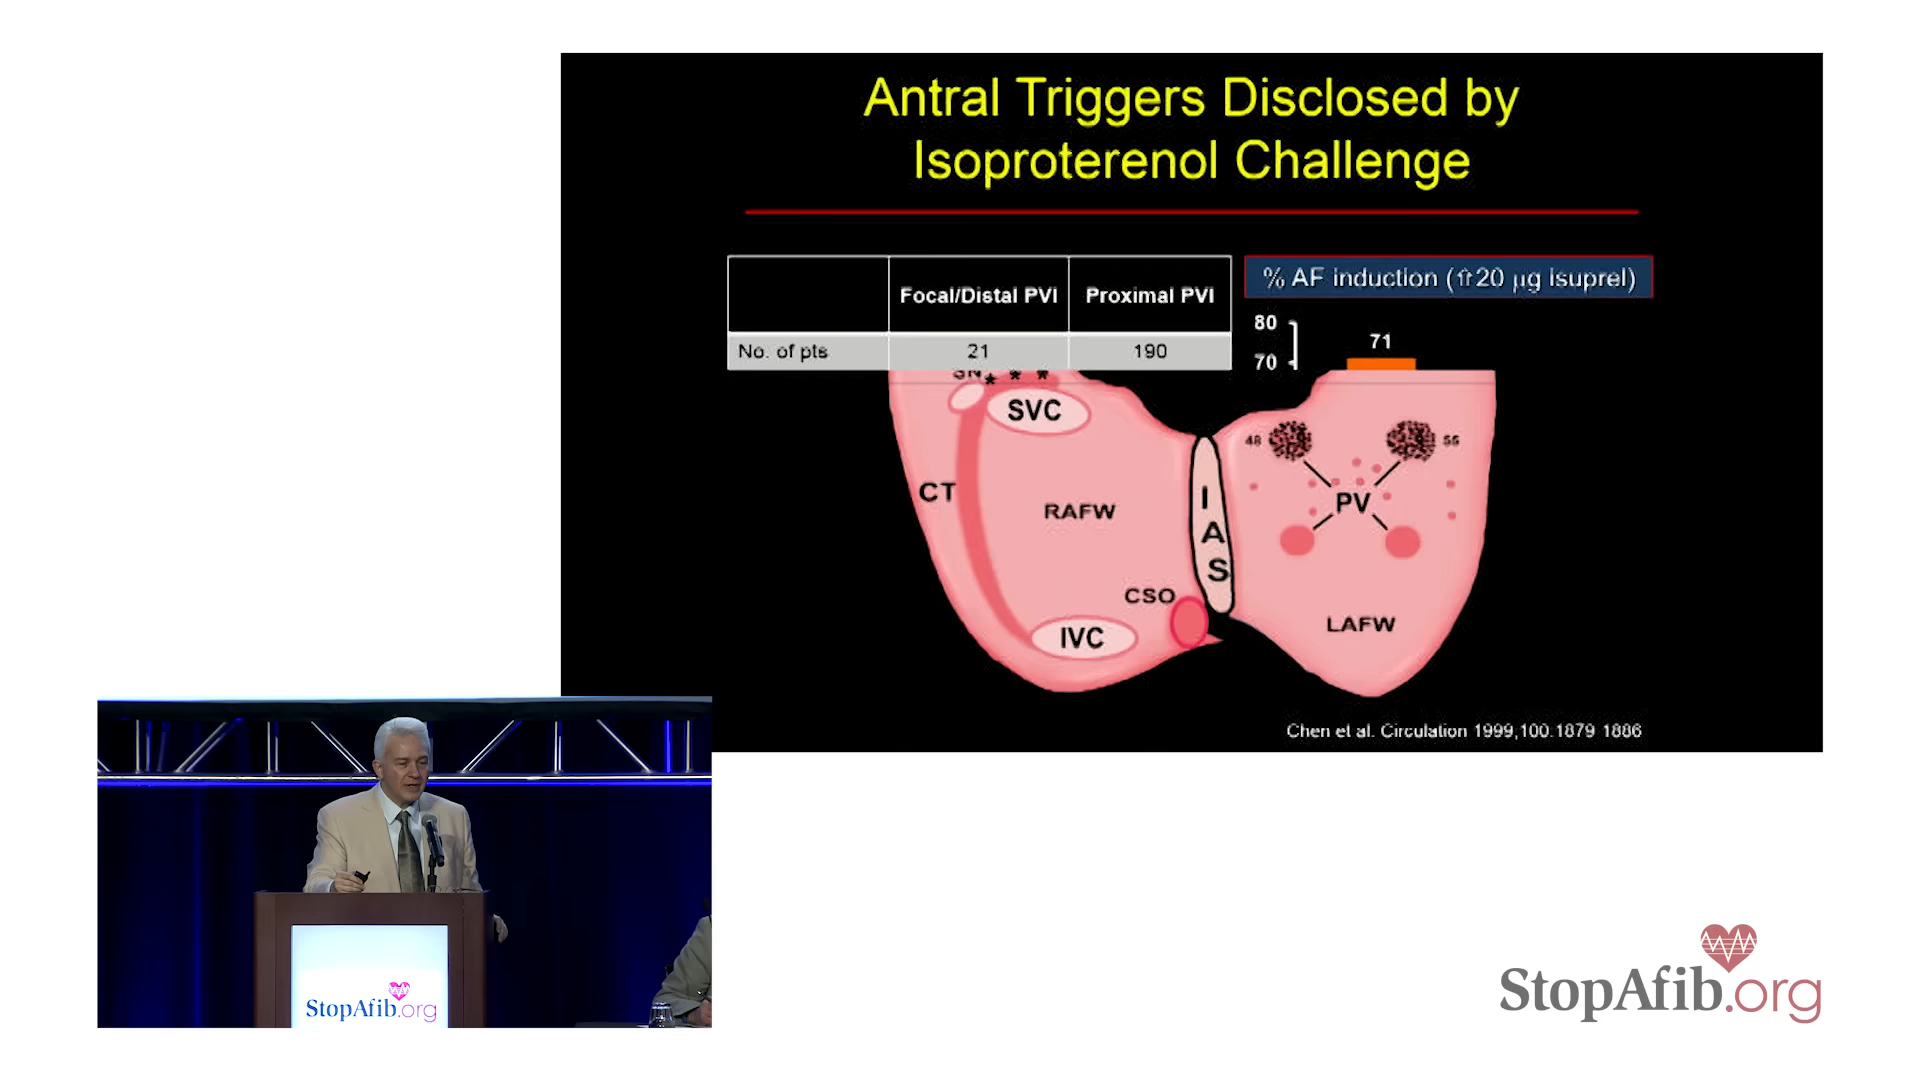 Antral Triggers Disclosed by
Isoproterenol Challenge
Focal/Distal PVI
Proximal PVI
No. of pts
21
190
% AF induction (⇧20 µg isuprel)
80
70
71
SN
SVC
CT
RAFW
CSO
IVC
I
A
S
48
55
PV
LAFW
Chen et al. Circulation 1999,100:1879 1886
StopAfib.org
StopAfib.org